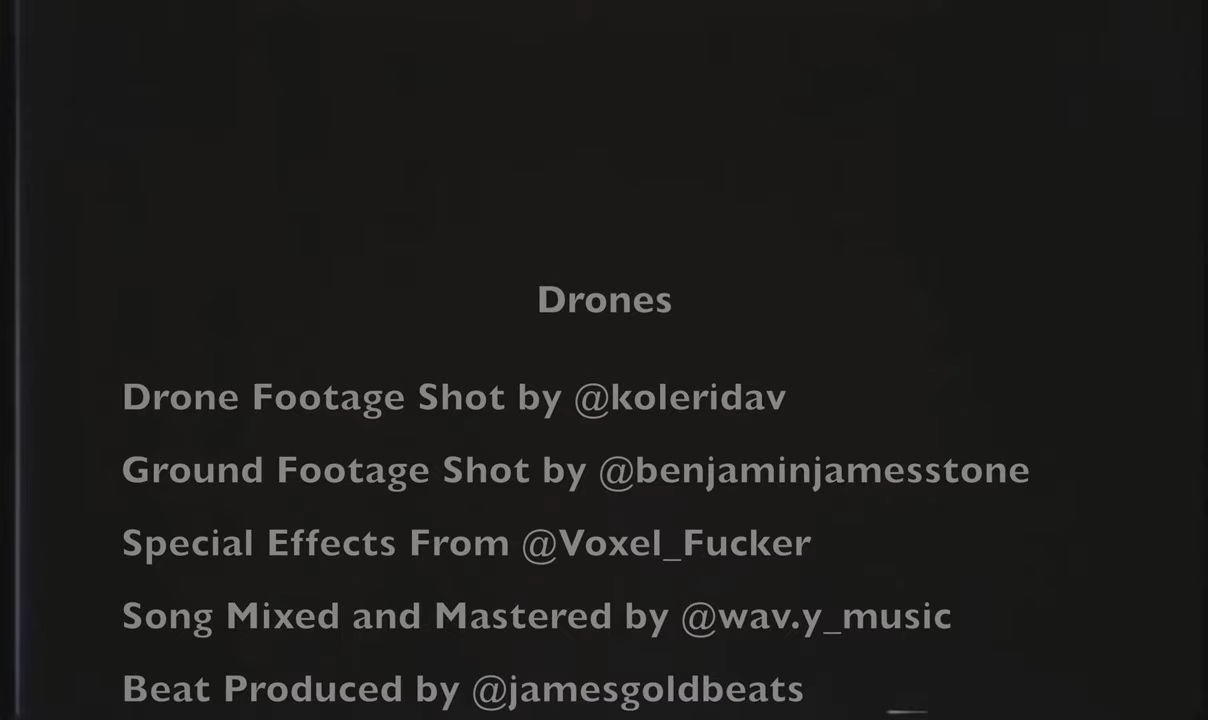 Drones
Drone Footage Shot by @koleridav
Ground Footage Shot by @benjaminjamesstone
Special Effects From @Voxel_Fucker
Song Mixed and Mastered by @wav.y_music
Beat Produced by @jamesgoldbeats